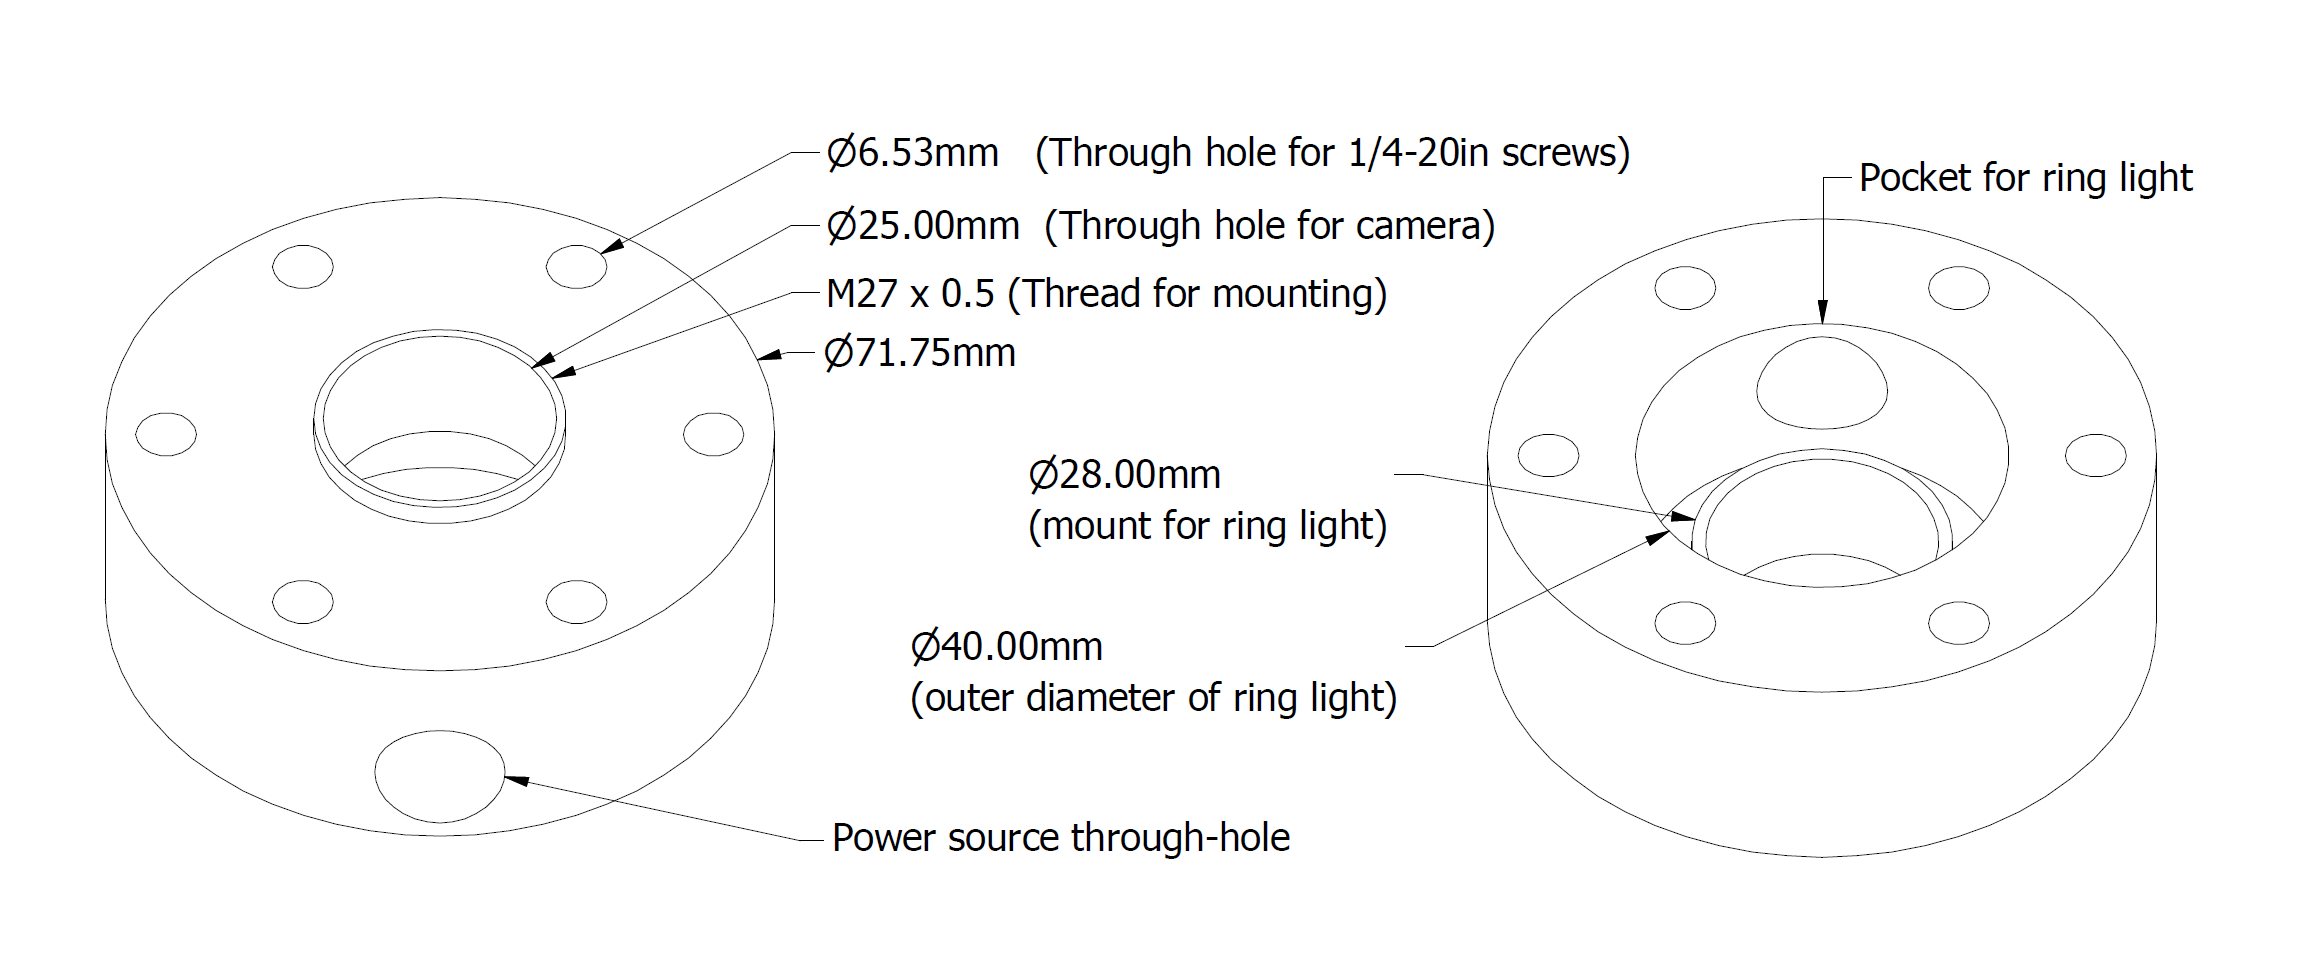 Ø6.53mm (Through hole for 1/4-20in screws)
Ø25.00mm (Through hole for camera)
M27 x 0.5 (Thread for mounting)
Ø71.75mm
Pocket for ring light
Ø28.00mm
(mount for ring light)
Ø40.00mm
(outer diameter of ring light)
Power source through-hole